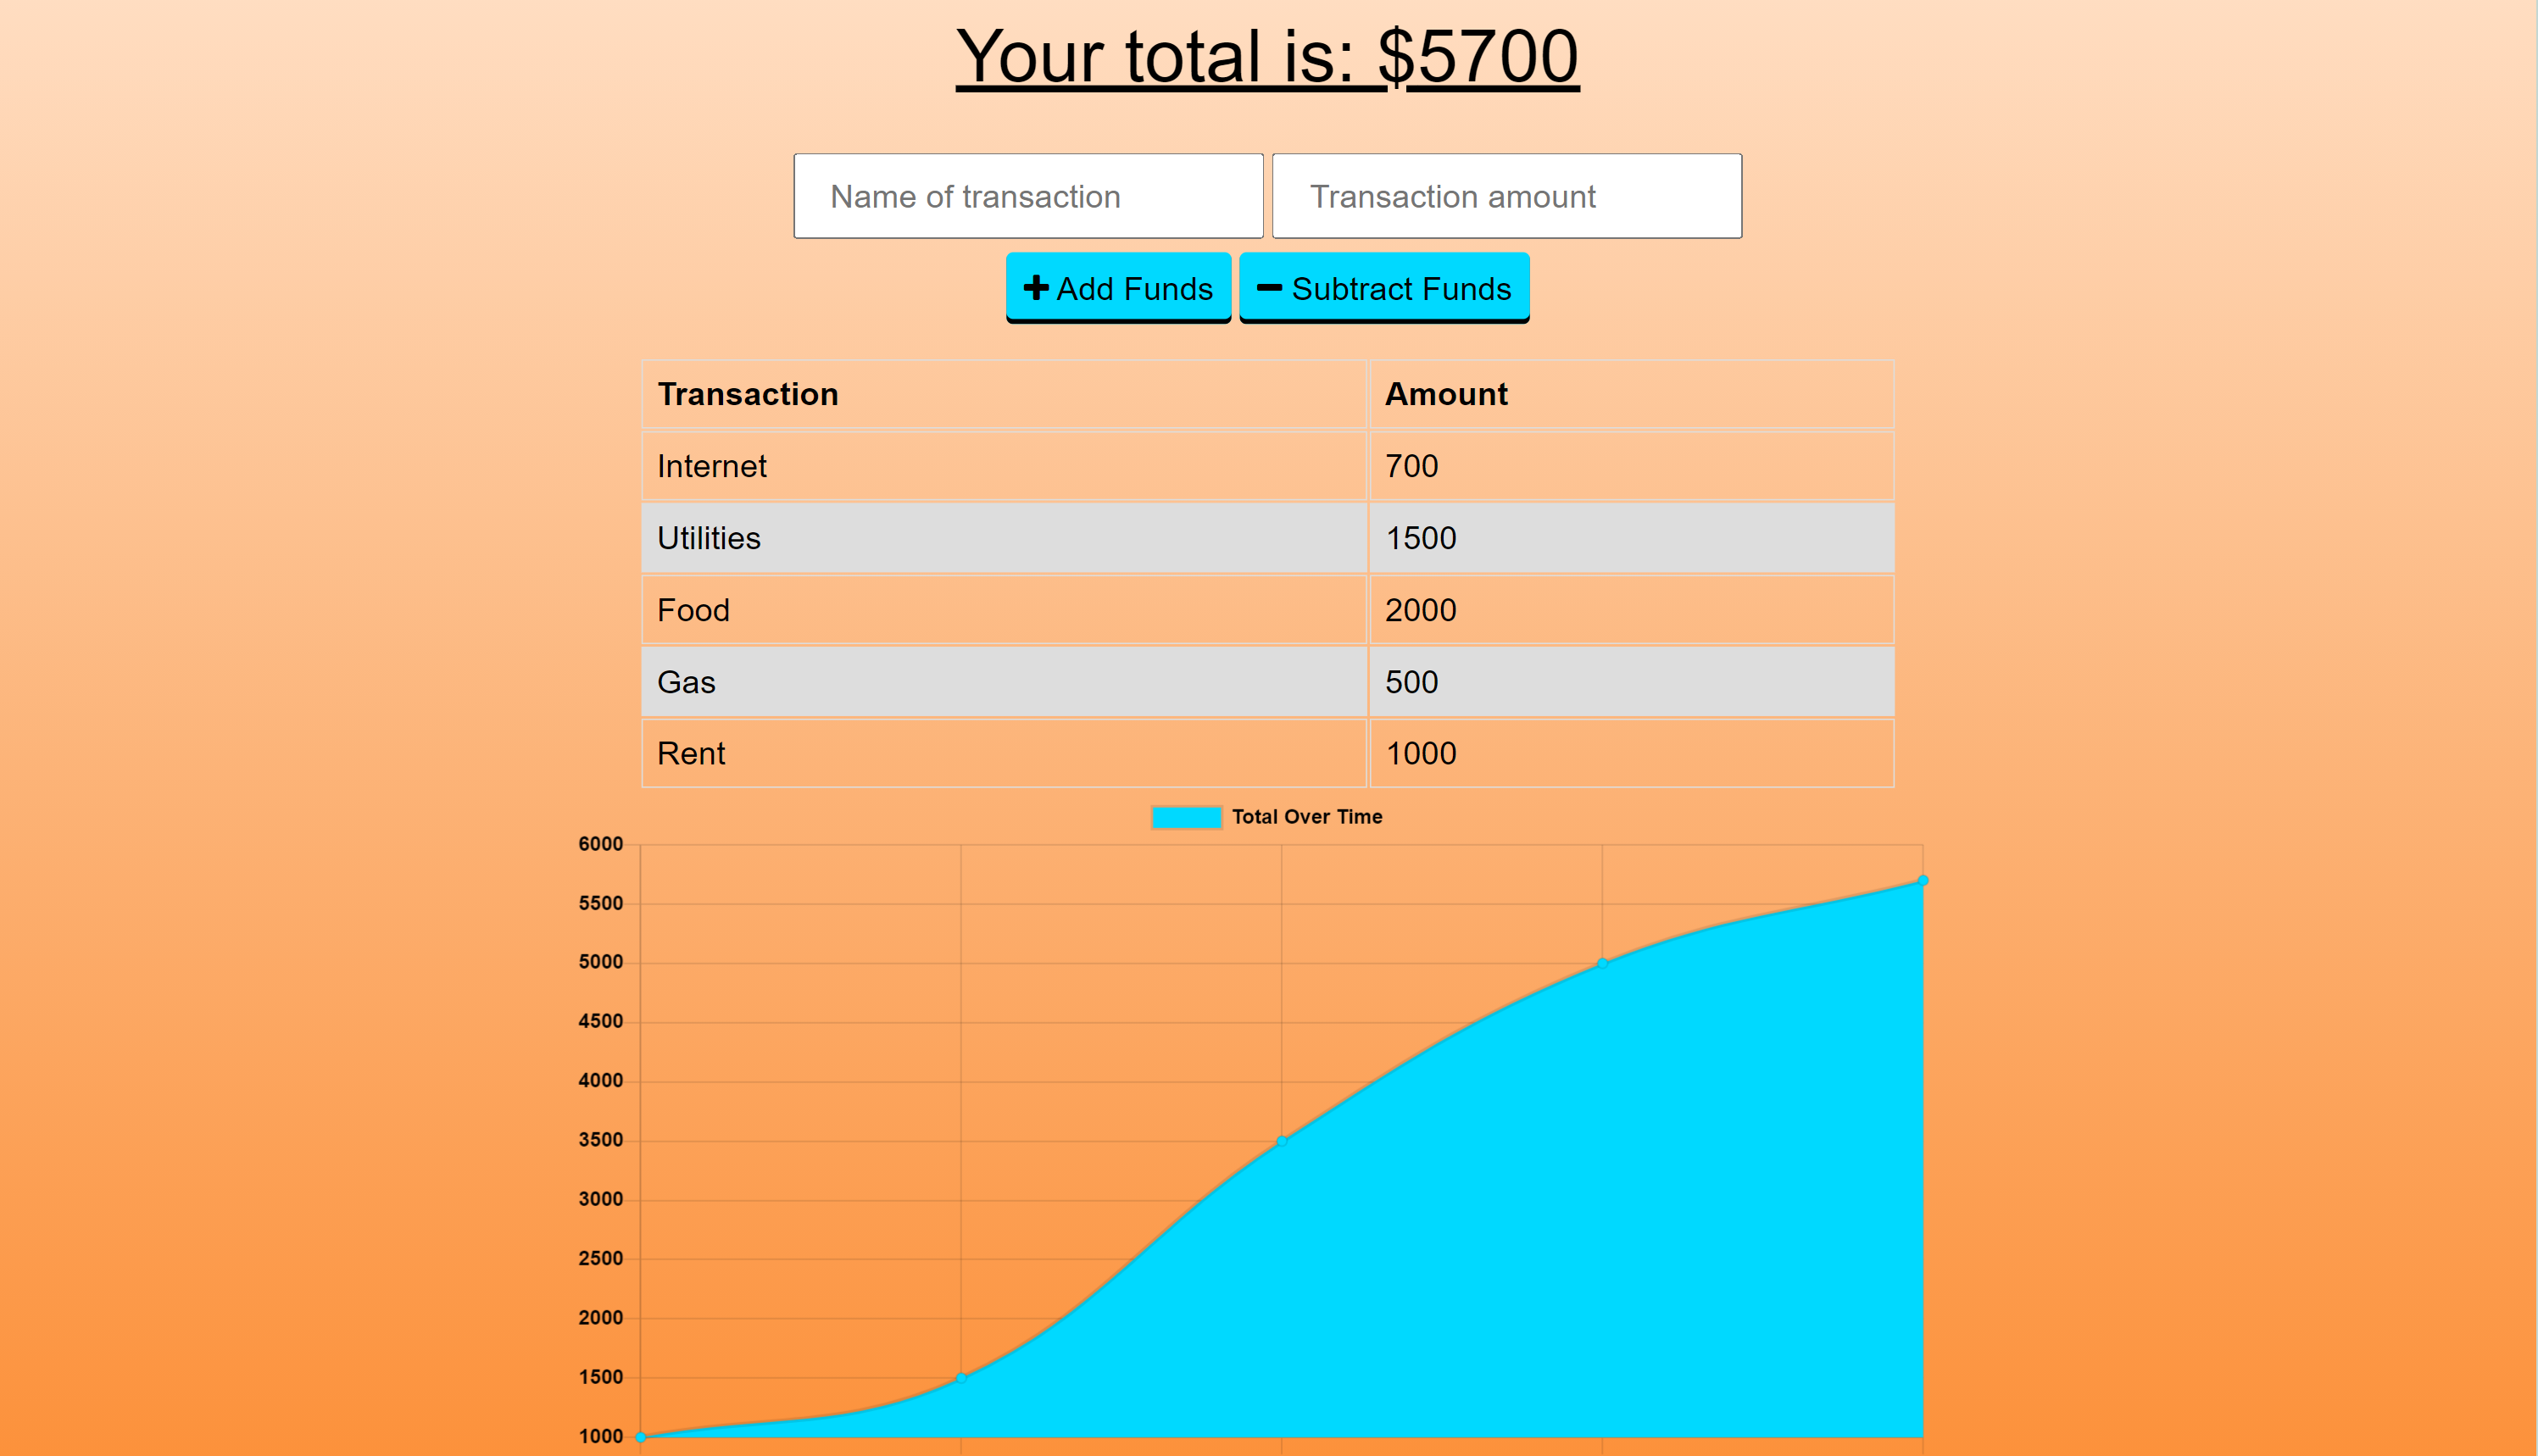 Your total is: $5700
Name of transaction Transaction amount
Add Funds Subtract Funds
Transaction Amount
Internet 700
Utilities 1500
Food 2000
Gas 500
Rent 1000
Total Over Time
6000
5500
5000
4500
4000
3500
3000
2500
2000
1500
1000